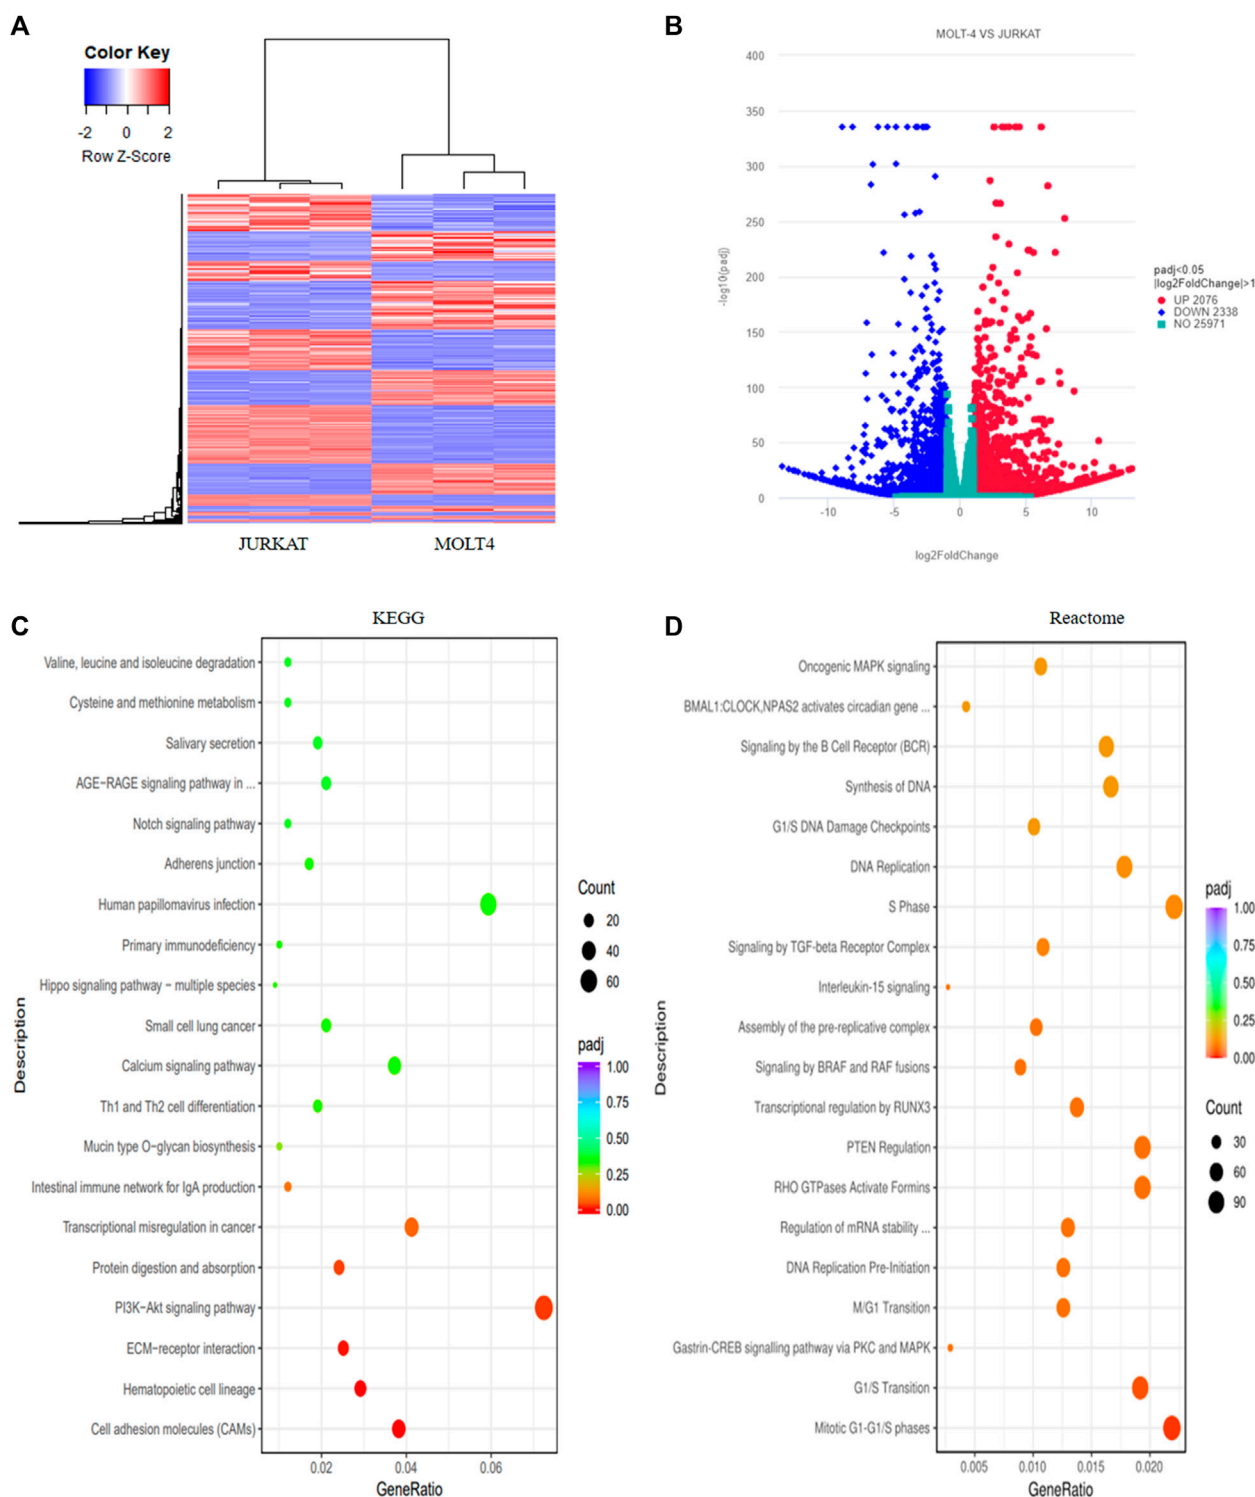 A
Color Key
-2 0 2
Row Z-Score
JURKAT MOLT4
B
MOLT-4 VS JURKAT
400
350
300
250
200
150
100
50
0
-log10(padj)
-10 -5 0 5 10
log2FoldChange
padj<0.05
|log2FoldChange|>1
UP 2076
DOWN 2338
NO 25971
C
KEGG
Description
Valine, leucine and isoleucine degradation
Cysteine and methionine metabolism
Salivary secretion
AGE−RAGE signaling pathway in ...
Notch signaling pathway
Adherens junction
Human papillomavirus infection
Primary immunodeficiency
Hippo signaling pathway − multiple species
Small cell lung cancer
Calcium signaling pathway
Th1 and Th2 cell differentiation
Mucin type O−glycan biosynthesis
Intestinal immune network for IgA production
Transcriptional misregulation in cancer
Protein digestion and absorption
PI3K−Akt signaling pathway
ECM−receptor interaction
Hematopoietic cell lineage
Cell adhesion molecules (CAMs)
0.02 0.04 0.06
GeneRatio
Count
20
40
60
padj
1.00
0.75
0.50
0.25
0.00
D
Reactome
Description
Oncogenic MAPK signaling
BMAL1:CLOCK,NPAS2 activates circadian gene ...
Signaling by the B Cell Receptor (BCR)
Synthesis of DNA
G1/S DNA Damage Checkpoints
DNA Replication
S Phase
Signaling by TGF-beta Receptor Complex
Interleukin-15 signaling
Assembly of the pre-replicative complex
Signaling by BRAF and RAF fusions
Transcriptional regulation by RUNX3
PTEN Regulation
RHO GTPases Activate Formins
Regulation of mRNA stability ...
DNA Replication Pre-Initiation
M/G1 Transition
Gastrin-CREB signalling pathway via PKC and MAPK
G1/S Transition
Mitotic G1-G1/S phases
0.005 0.010 0.015 0.020
GeneRatio
padj
1.00
0.75
0.50
0.25
0.00
Count
30
60
90